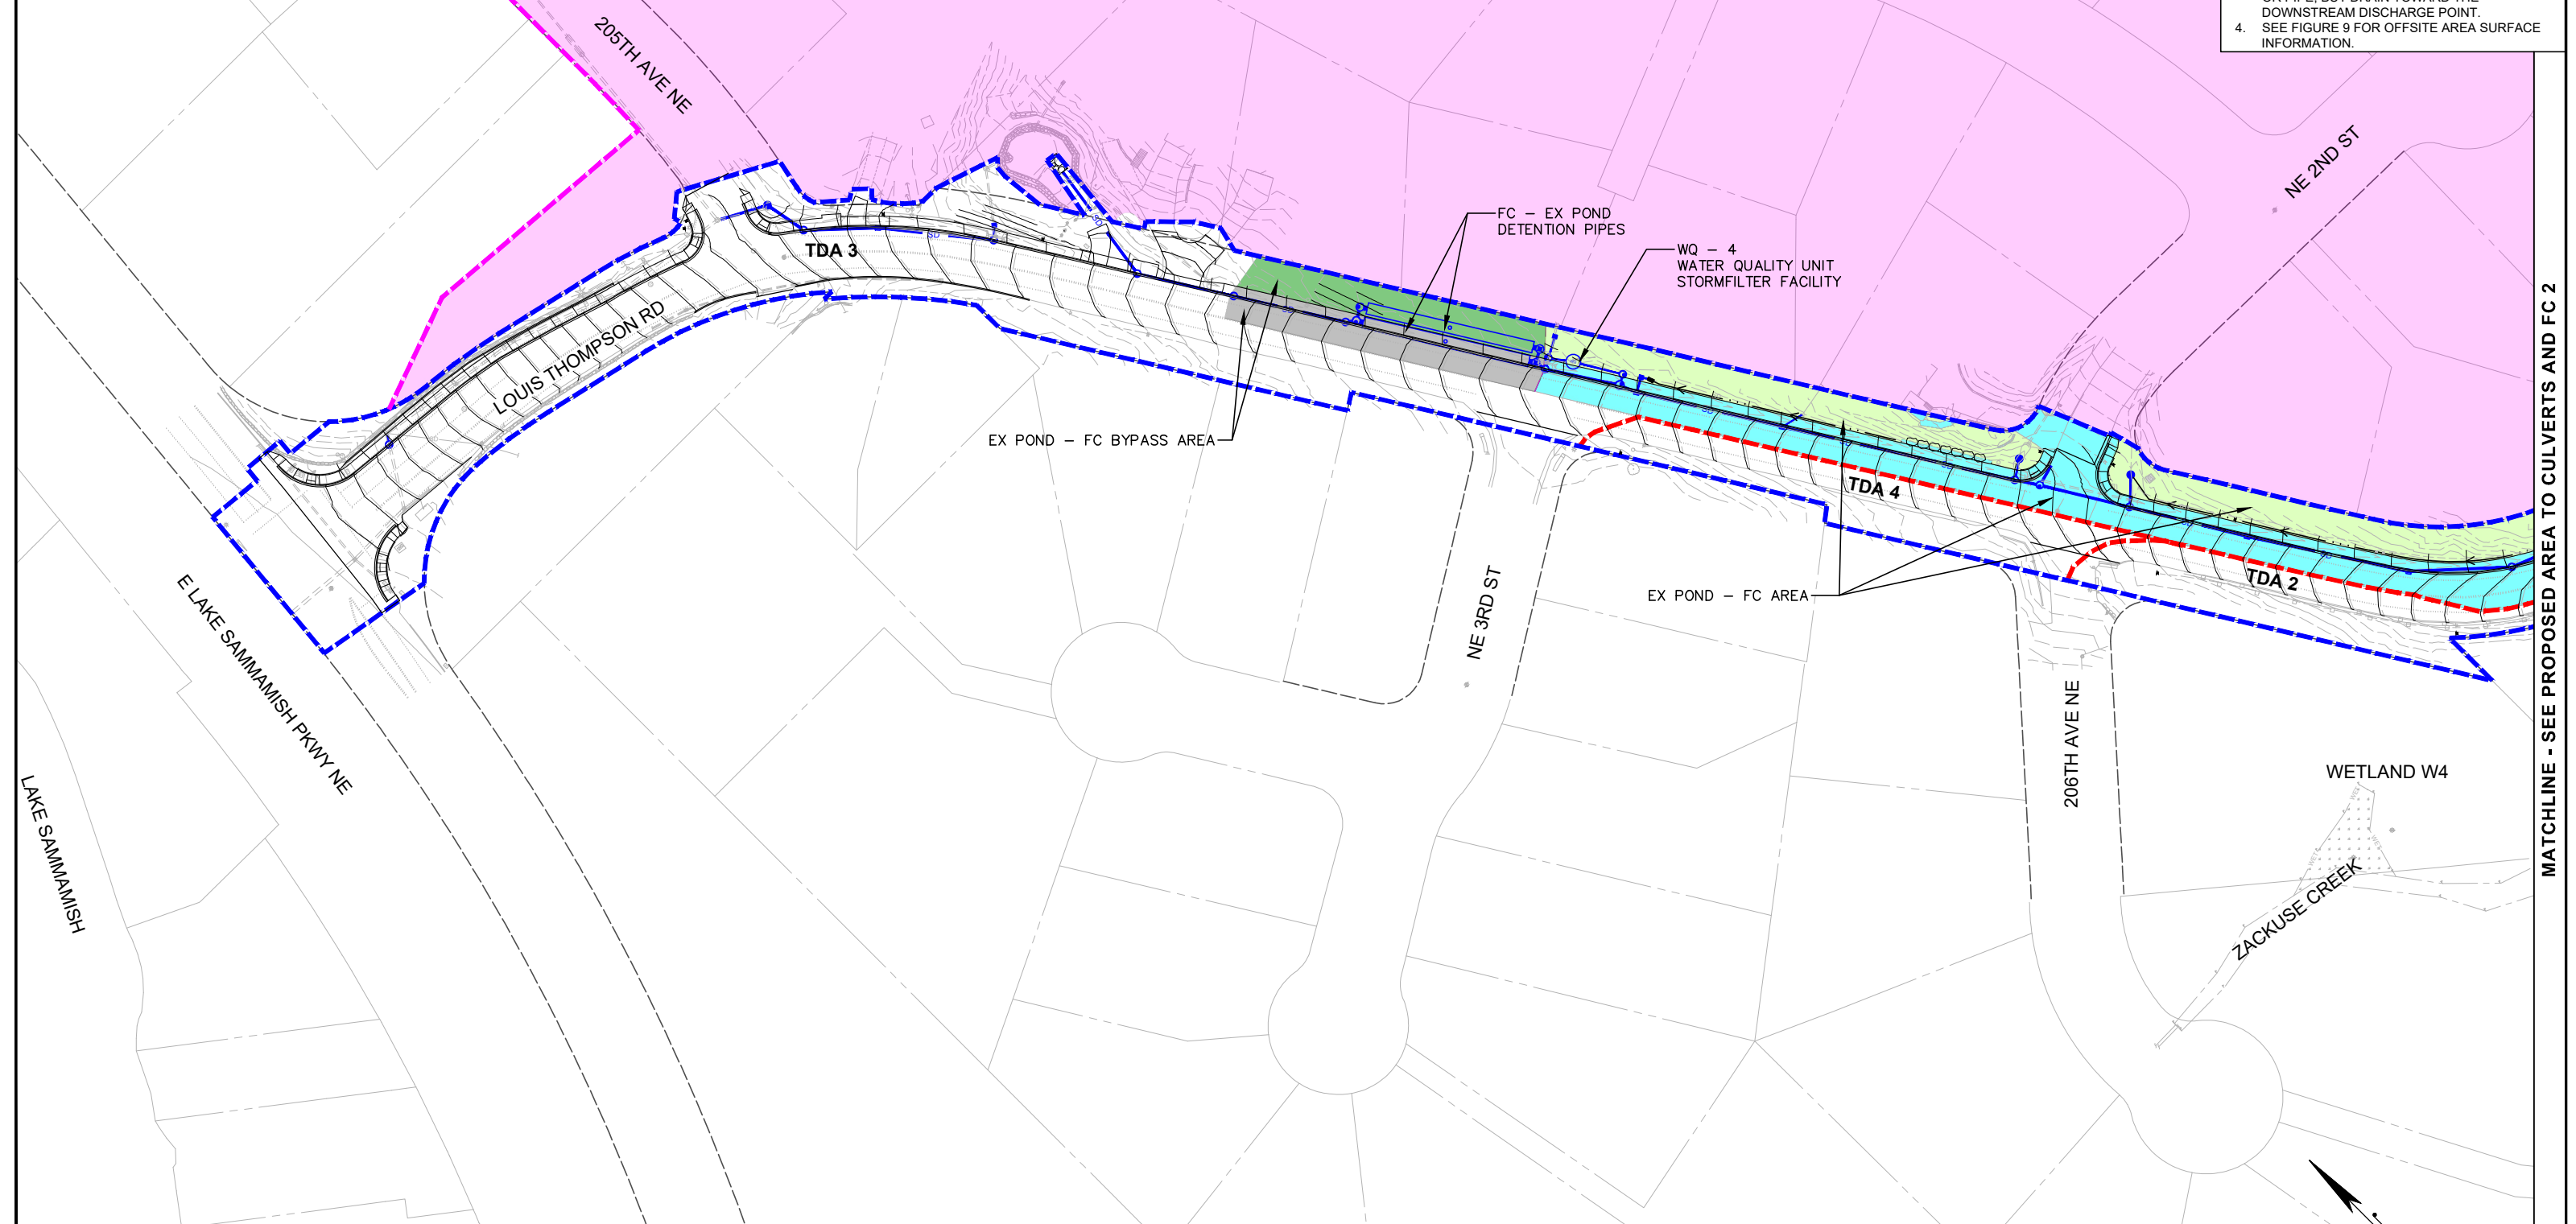 DOWNSTREAM DISCHARGE POINT.
4. SEE FIGURE 9 FOR OFFSITE AREA SURFACE
INFORMATION.
205TH AVE NE
NE 2ND ST
FC – EX POND
DETENTION PIPES
WQ – 4
WATER QUALITY UNIT
STORMFILTER FACILITY
TDA 3
SD
SD
LOUIS THOMPSON RD
EX POND – FC BYPASS AREA
TDA 4
TDA 2
EX POND – FC AREA
NE 3RD ST
E LAKE SAMMAMISH PKWY NE
206TH AVE NE
LAKE SAMMAMISH
WETLAND W4
ZACKUSE CREEK
MATCHLINE - SEE PROPOSED AREA TO CULVERTS AND FC 2